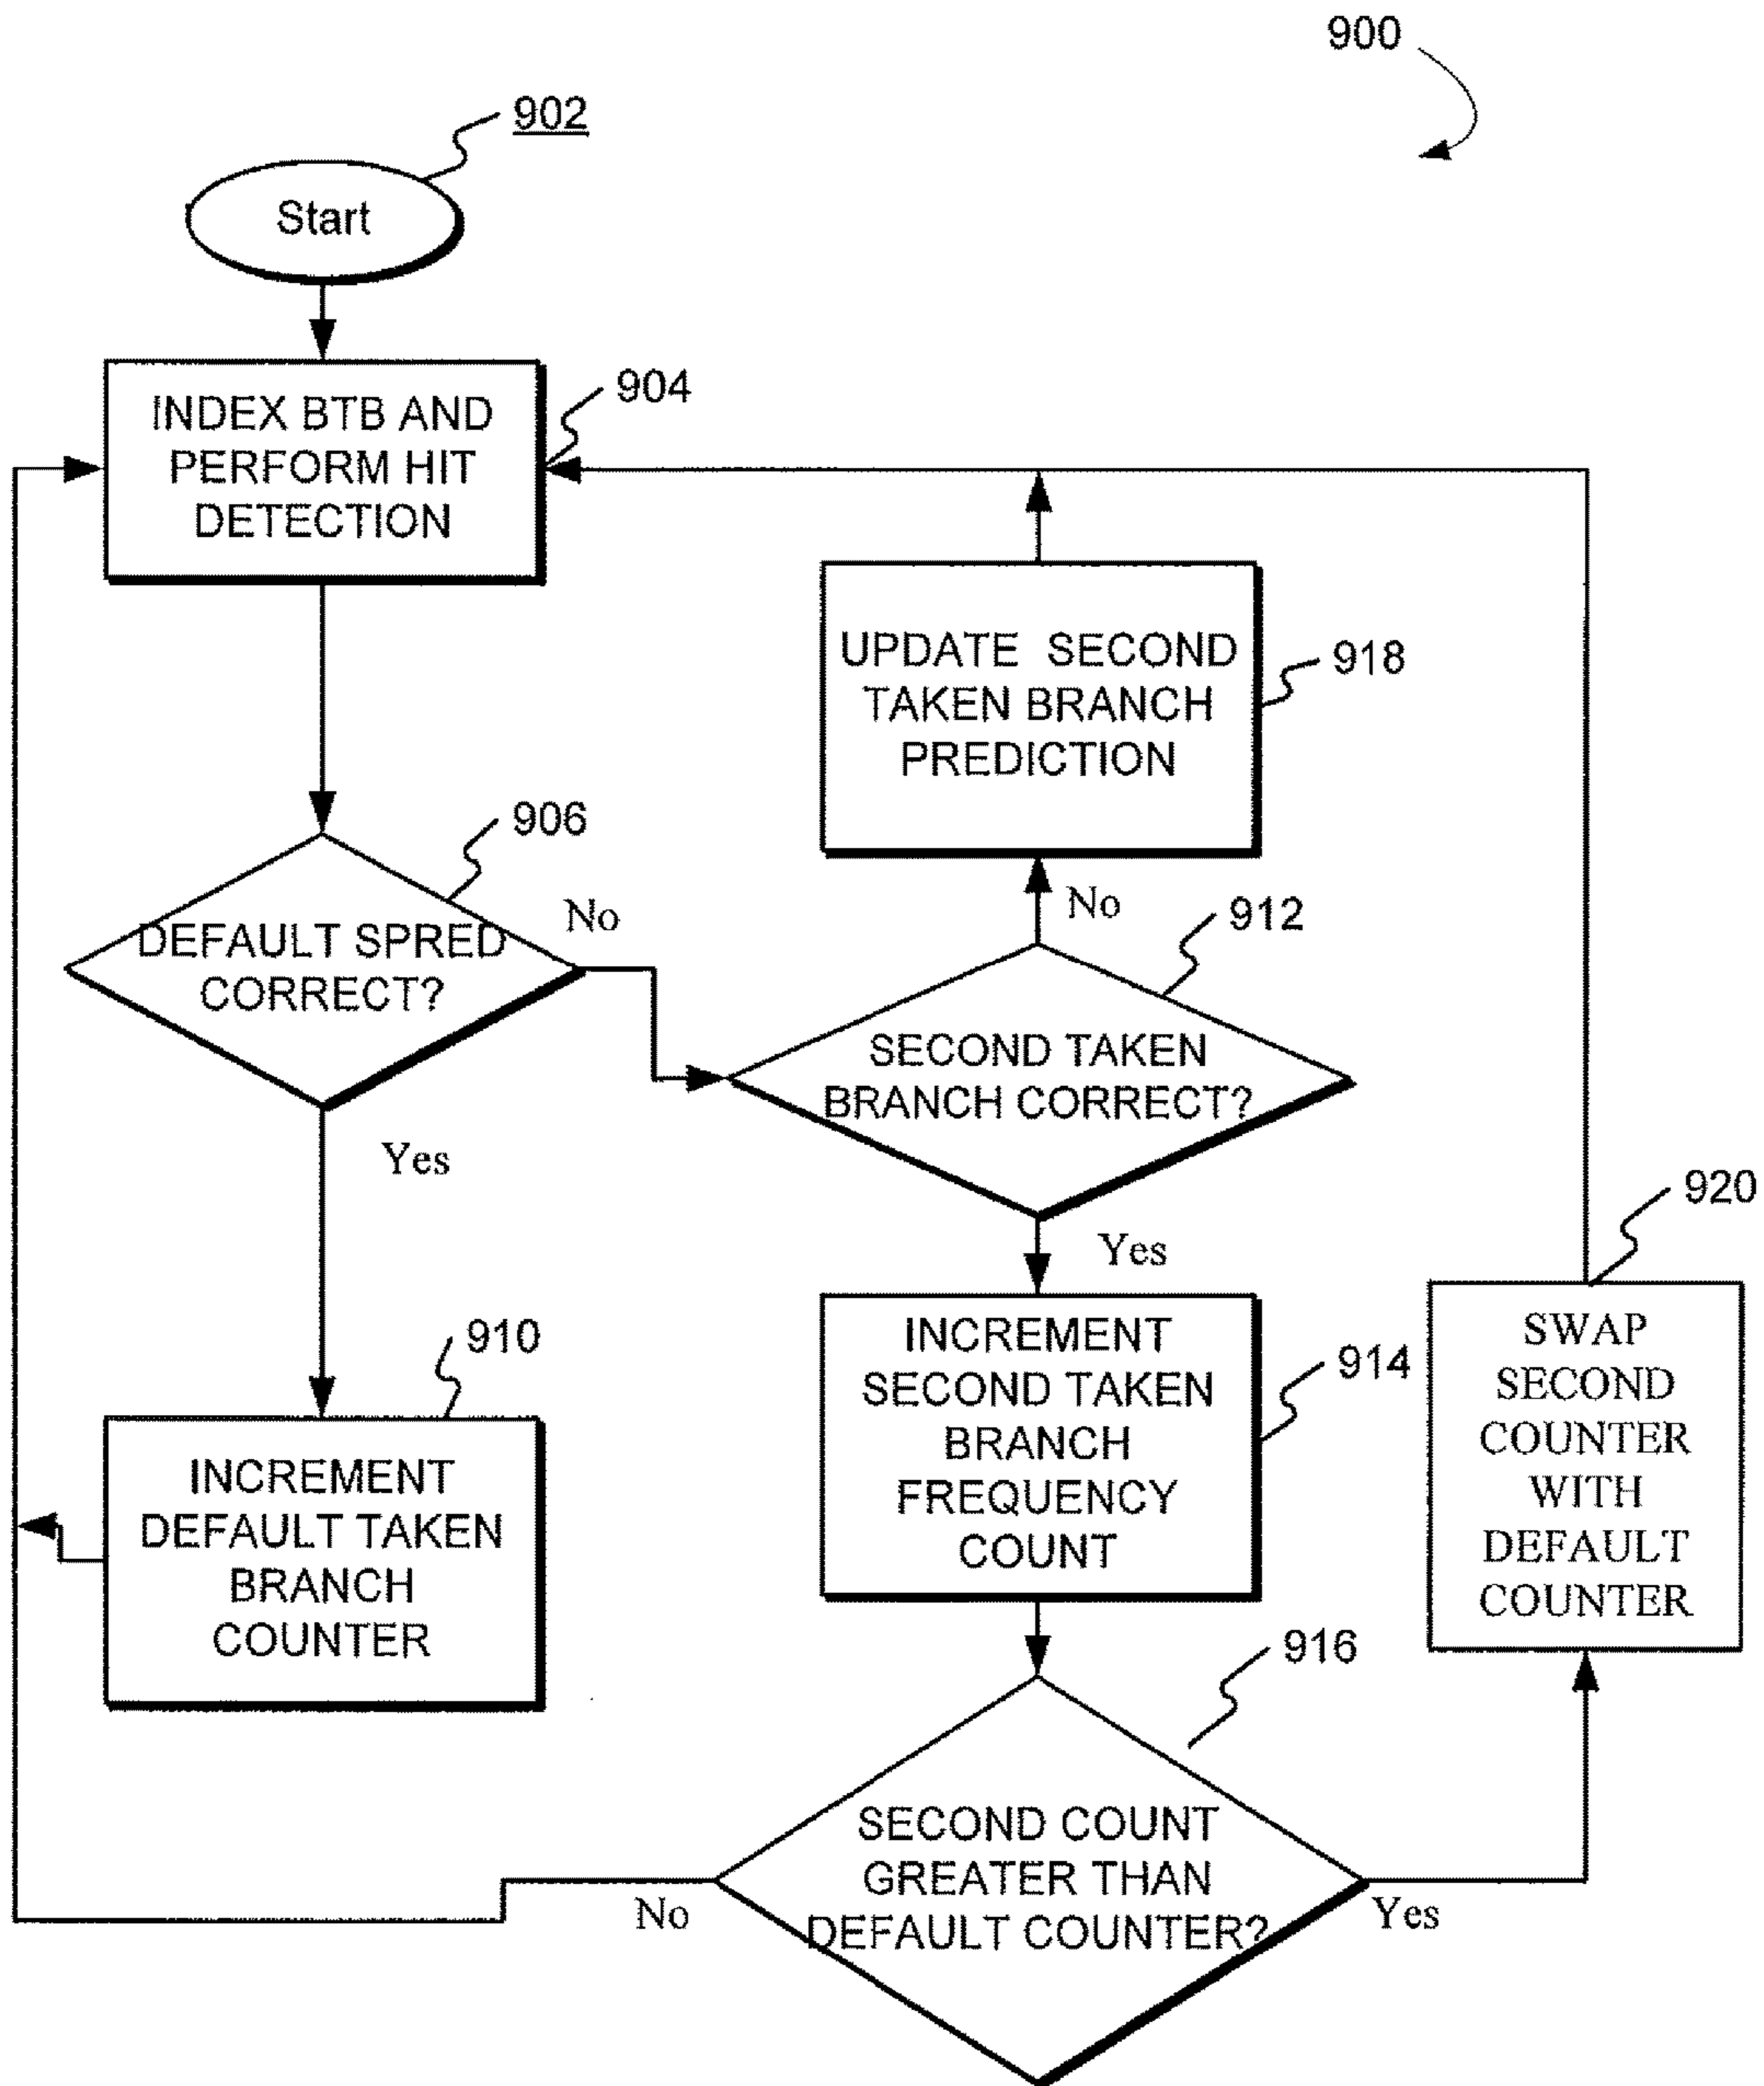 900
902
Start
904
INDEX BTB AND
PERFORM HIT
DETECTION
UPDATE SECOND
TAKEN BRANCH
PREDICTION
918
906
DEFAULT SPRED
CORRECT?
No
No
912
SECOND TAKEN
BRANCH CORRECT?
Yes
Yes
920
SWAP
SECOND
COUNTER
WITH
DEFAULT
COUNTER
910
INCREMENT
DEFAULT TAKEN
BRANCH
COUNTER
INCREMENT
SECOND TAKEN
BRANCH
FREQUENCY
COUNT
914
916
SECOND COUNT
GREATER THAN
DEFAULT COUNTER?
No
Yes